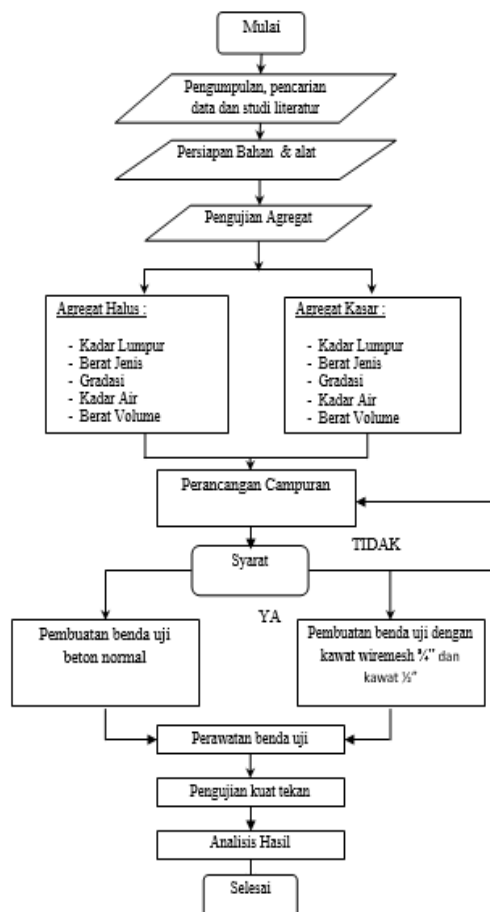 Mulai
Pengumpulan, pencarian
data dan studi literatur
Persiapan Bahan & alat
Pengujian Agregat
Agregat Halus :
- Kadar Lumpur
- Berat Jenis
- Gradasi
- Kadar Air
- Berat Volume
Agregat Kasar :
- Kadar Lumpur
- Berat Jenis
- Gradasi
- Kadar Air
- Berat Volume
Perancangan Campuran
TIDAK
Syarat
YA
Pembuatan benda uji
beton normal
Pembuatan benda uji dengan
kawat wiremesh ¾" dan
kawat ½"
Perawatan benda uji
Pengujian kuat tekan
Analisis Hasil
Selesai